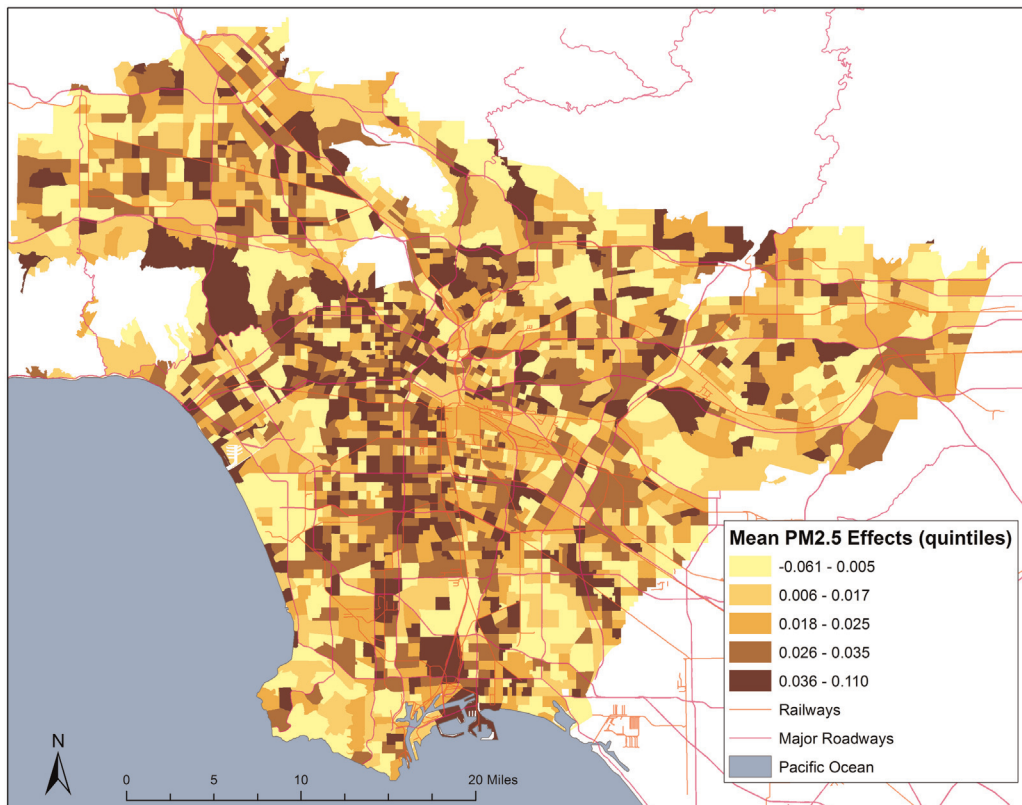 Mean PM2.5 Effects (quintiles)
-0.061 - 0.005
0.006 - 0.017
0.018 - 0.025
0.026 - 0.035
0.036 - 0.110
Railways
Major Roadways
Pacific Ocean
N
0 5 10 20 Miles